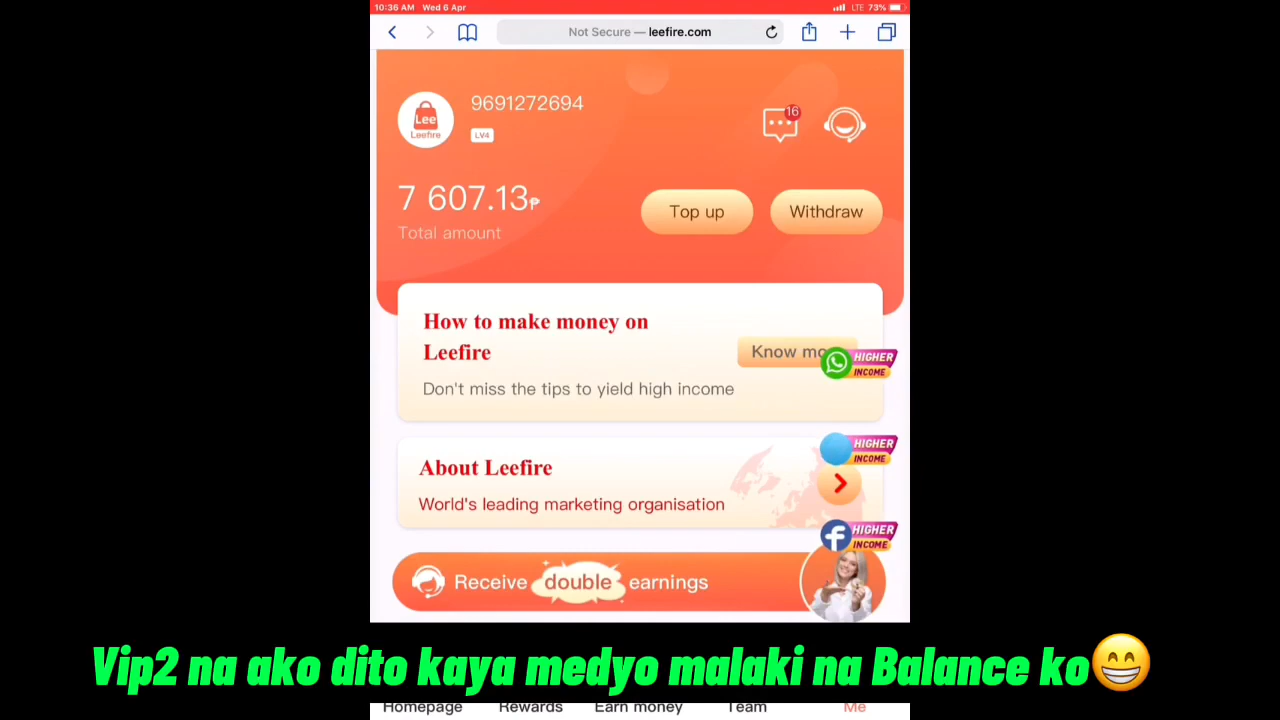 10:36 AM Wed 6 Apr
LTE 73%
Not Secure — leefire.com
Lee
Leefire
9691272694
LV4
16
7 607.13₱
Total amount
Top up
Withdraw
How to make money on
Leefire
Know mo
Don't miss the tips to yield high income
HIGHER
INCOME
About Leefire
World's leading marketing organisation
HIGHER
INCOME
HIGHER
INCOME
Receive double earnings
Vip2 na ako dito kaya medyo malaki na Balance ko😁
Homepage Rewards Earn money Team Me